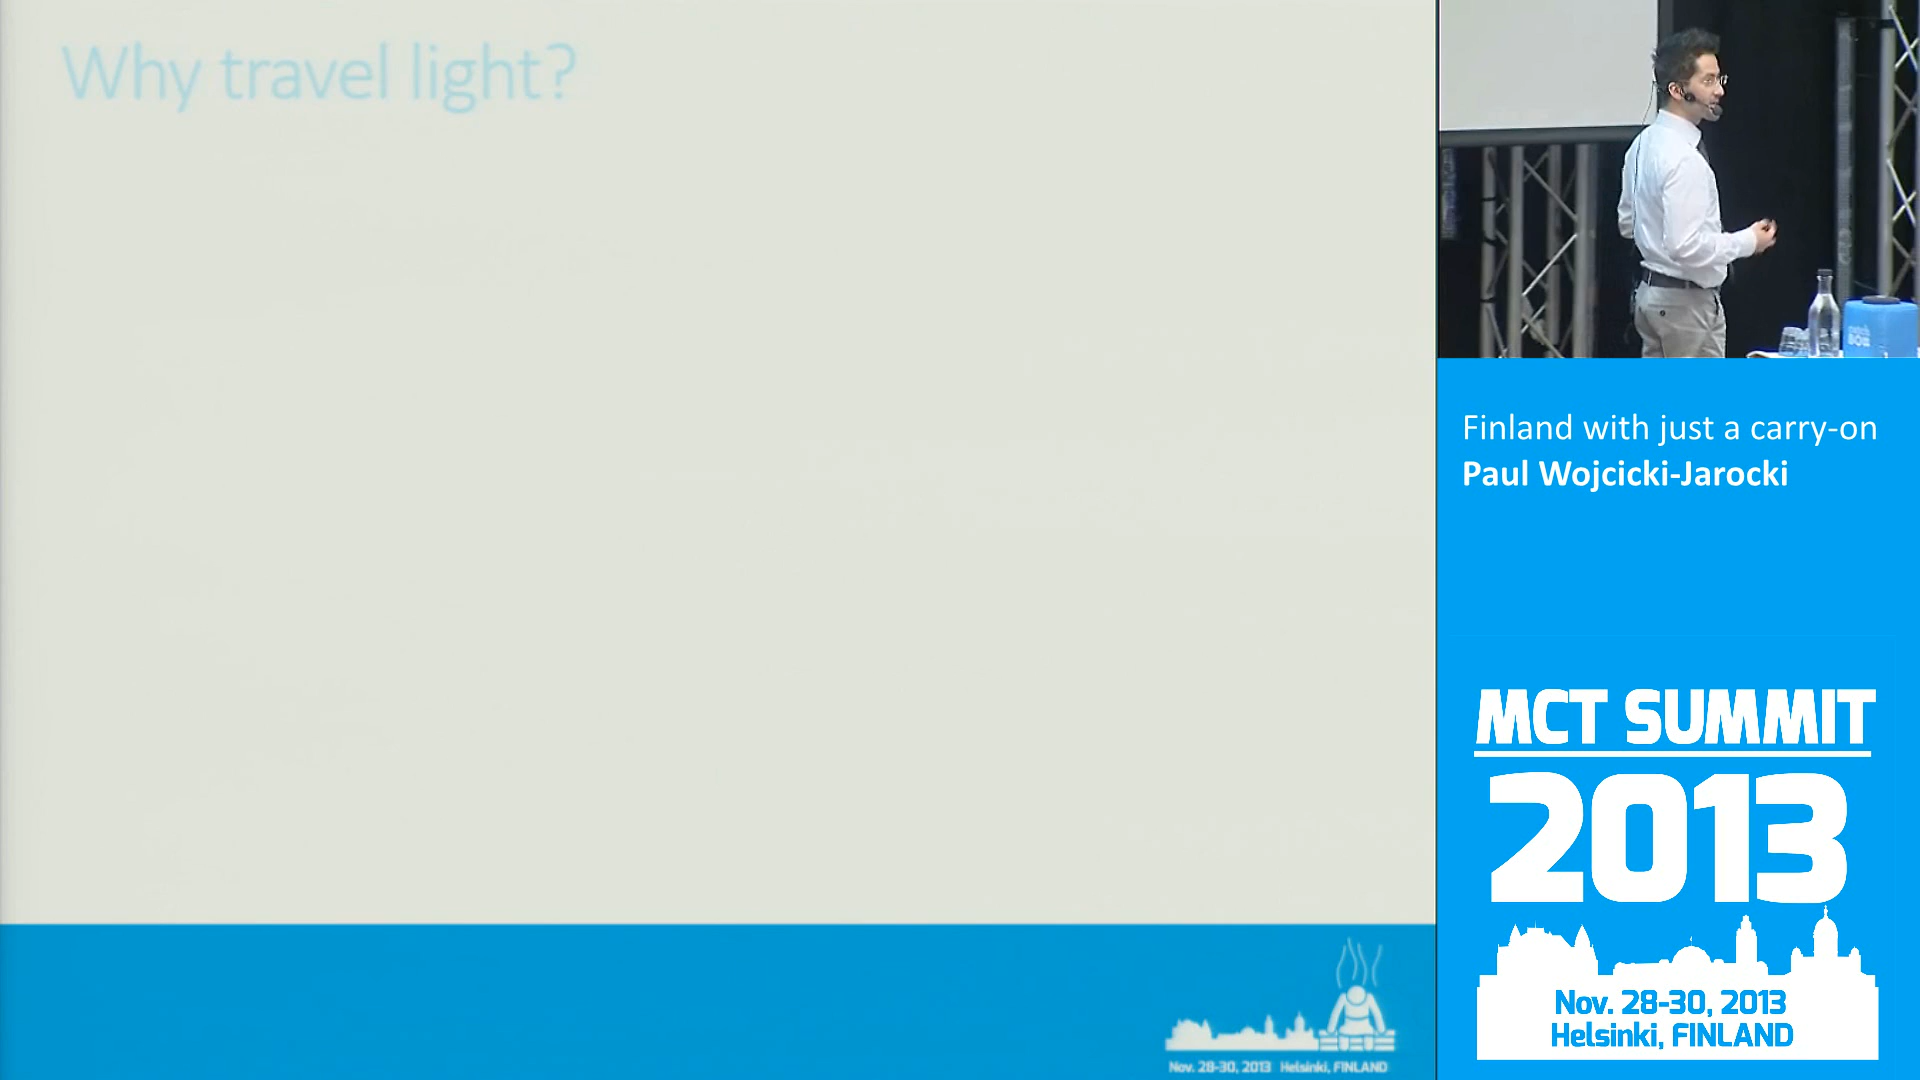 Why travel light?
Finland with just a carry-on
Paul Wojcicki-Jarocki
MCT SUMMIT
2013
Nov. 28-30, 2013
Helsinki, FINLAND
Nov. 28-30, 2013 Helsinki, FINLAND